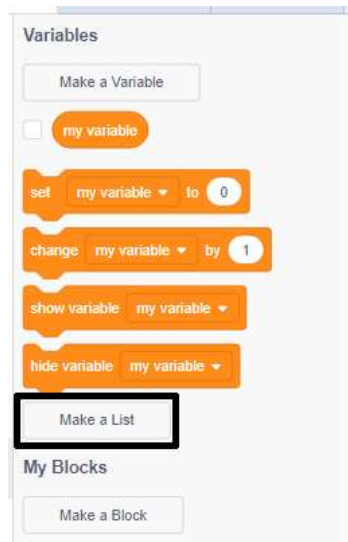 Variables
Make a Variable
my variable
set my variable to 0
change my variable by 1
show variable my variable
hide variable my variable
Make a List
My Blocks
Make a Block